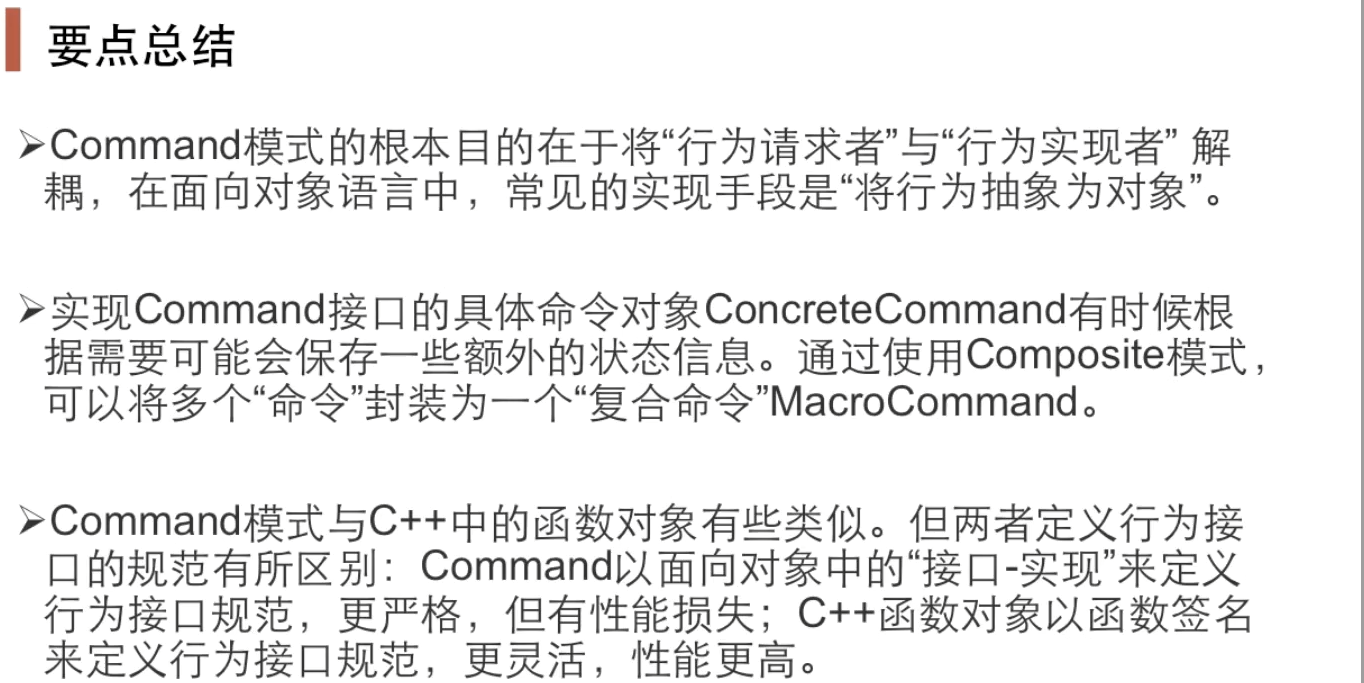 要点总结
➢Command模式的根本目的在于将“行为请求者”与“行为实现者” 解
耦，在面向对象语言中，常见的实现手段是“将行为抽象为对象”。
➢实现Command接口的具体命令对象ConcreteCommand有时候根
据需要可能会保存一些额外的状态信息。通过使用Composite模式，
可以将多个“命令”封装为一个“复合命令”MacroCommand。
➢Command模式与C++中的函数对象有些类似。但两者定义行为接
口的规范有所区别：Command以面向对象中的“接口-实现”来定义
行为接口规范，更严格，但有性能损失；C++函数对象以函数签名
来定义行为接口规范，更灵活，性能更高。